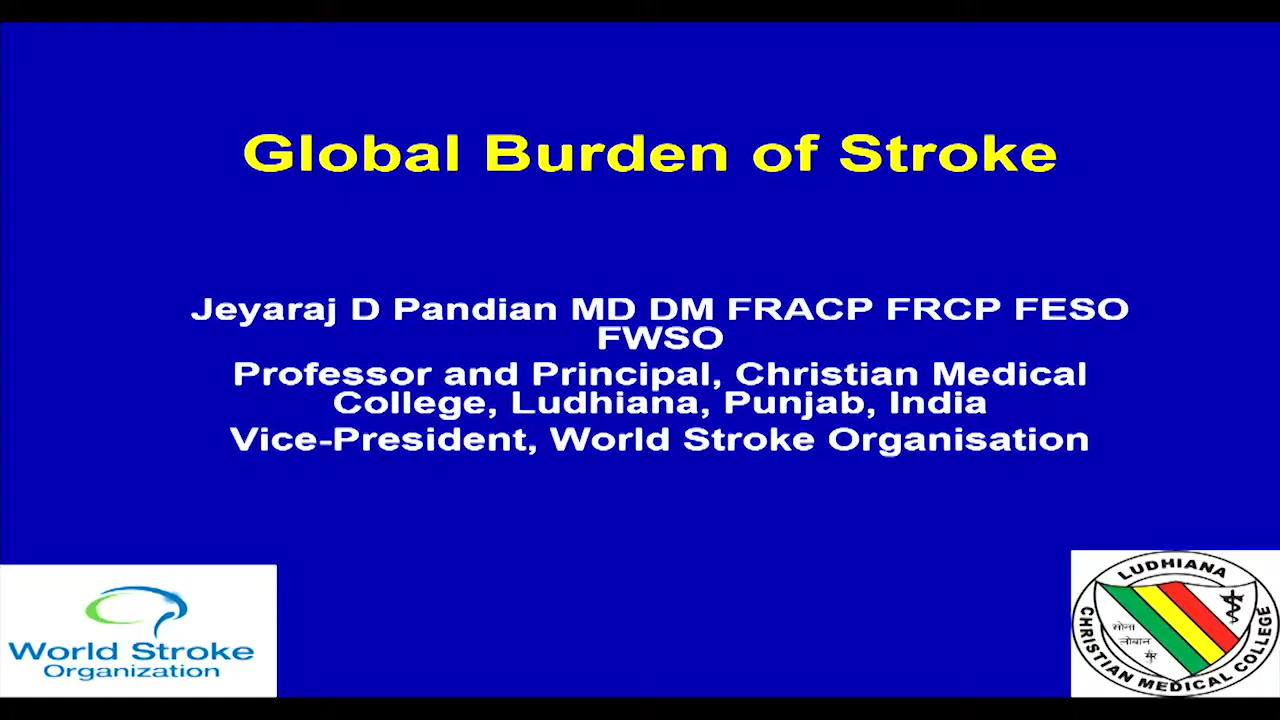 Global Burden of Stroke
Jeyaraj D Pandian MD DM FRACP FRCP FESO
FWSO
Professor and Principal, Christian Medical
College, Ludhiana, Punjab, India
Vice-President, World Stroke Organisation
World Stroke
Organization
LUDHIANA
सोना
लोबान
मुर
CHRISTIAN MEDICAL COLLEGE